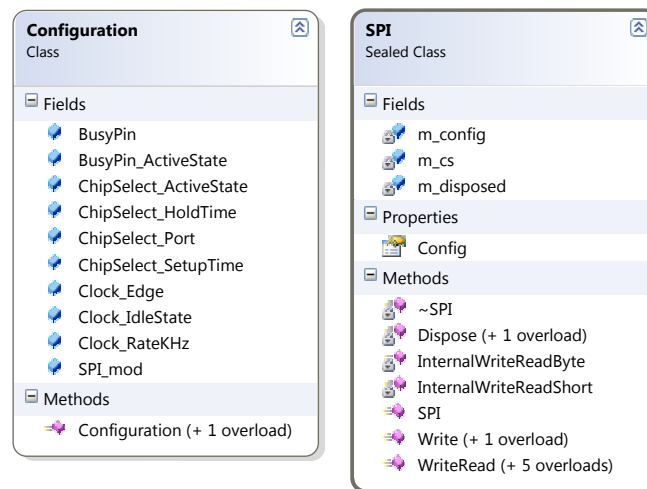 Configuration
Class
Fields
BusyPin
BusyPin_ActiveState
ChipSelect_ActiveState
ChipSelect_HoldTime
ChipSelect_Port
ChipSelect_SetupTime
Clock_Edge
Clock_IdleState
Clock_RateKHz
SPI_mod
Methods
Configuration (+ 1 overload)
SPI
Sealed Class
Fields
m_config
m_cs
m_disposed
Properties
Config
Methods
~SPI
Dispose (+ 1 overload)
InternalWriteReadByte
InternalWriteReadShort
SPI
Write (+ 1 overload)
WriteRead (+ 5 overloads)